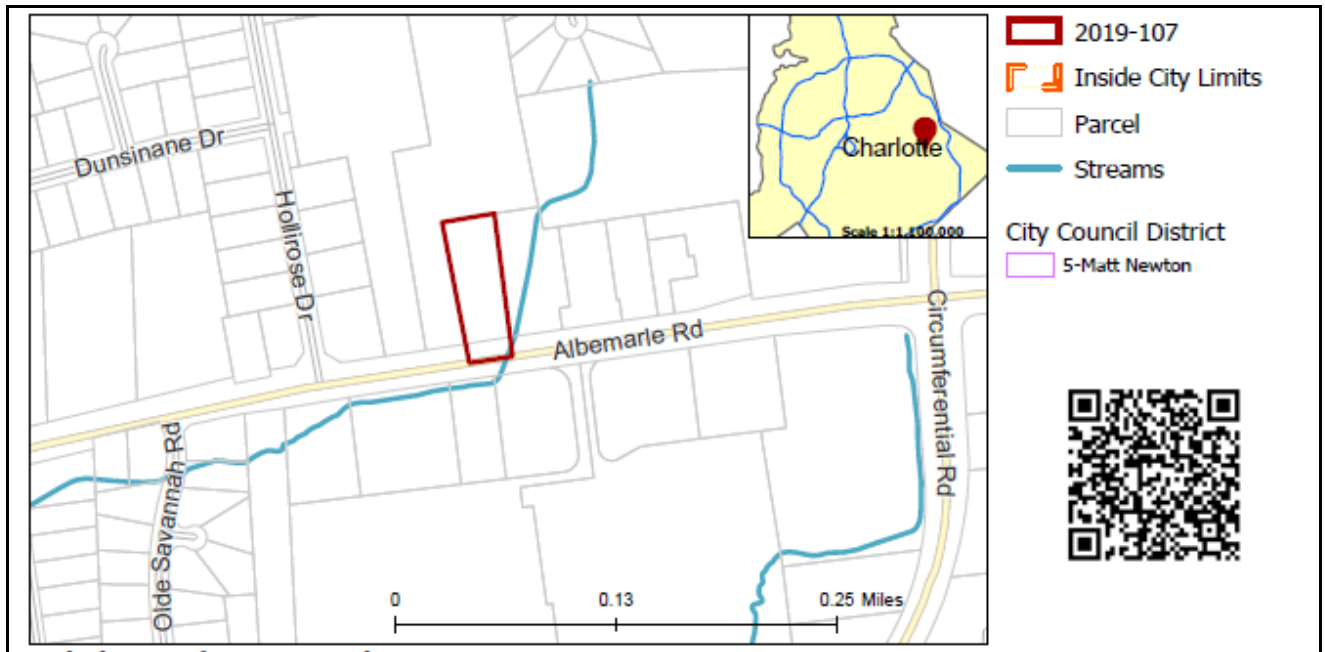 2019-107
Inside City Limits
Parcel
Streams
City Council District
5-Matt Newton
Charlotte
Scale 1:1,100,000
Dunsinane Dr
Hollirose Dr
Albemarle Rd
Circumferential Rd
Olde Savannah Rd
0 0.13 0.25 Miles